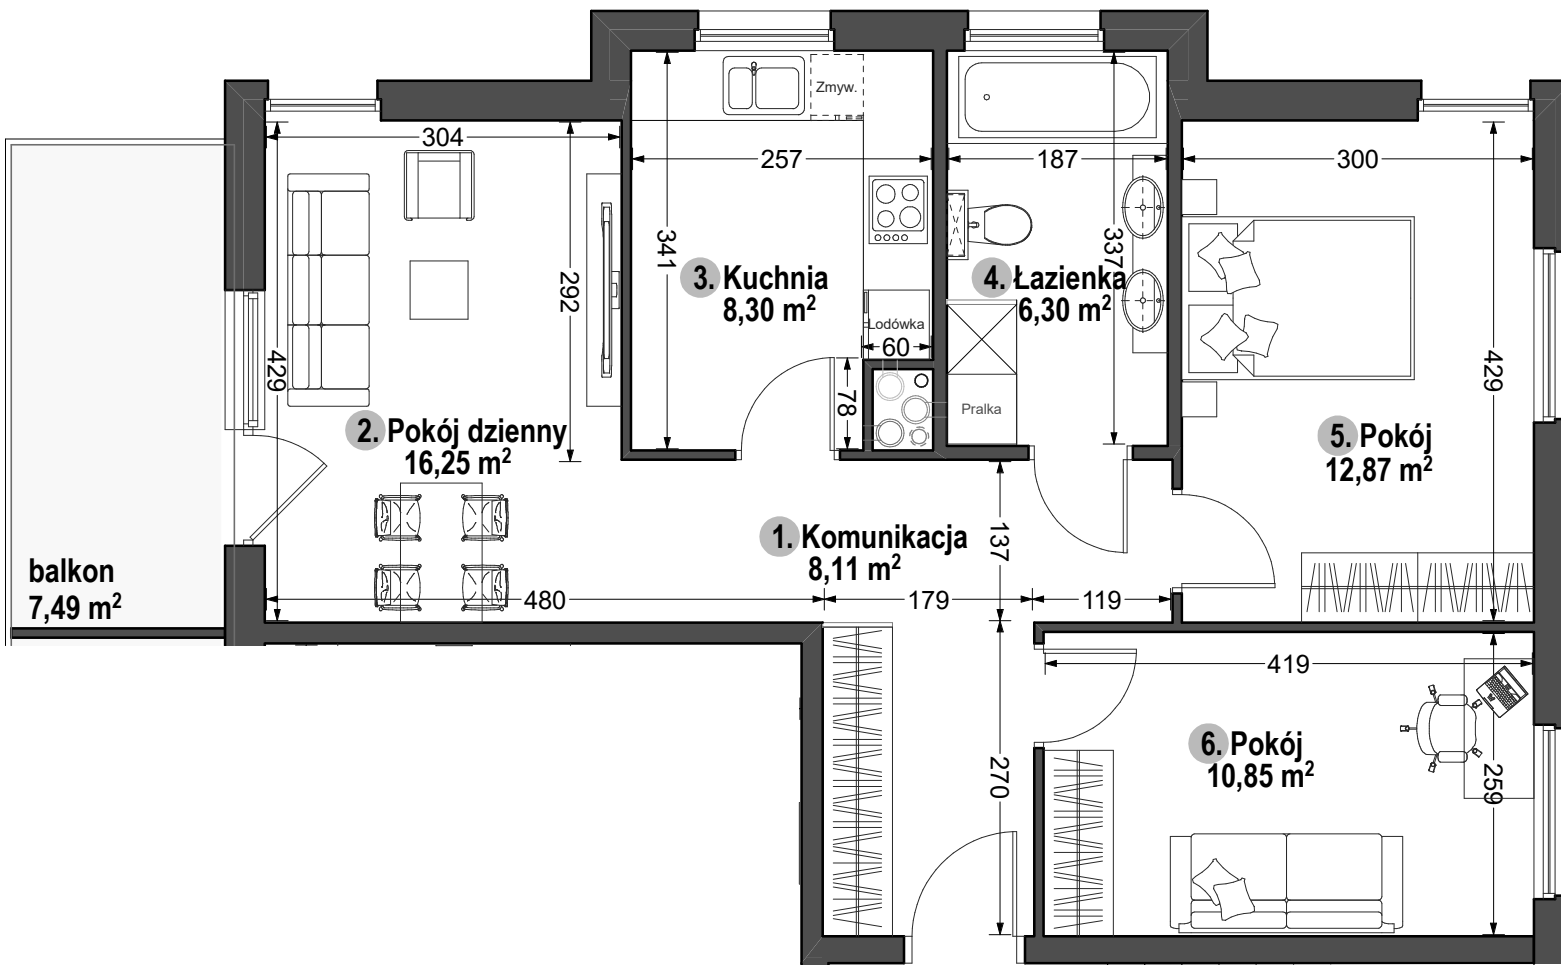 Zmyw.
304
257
187
300
341
292
337
429
429
3. Kuchnia
8,30 m²
4. Łazienka
6,30 m²
Lodówka
60
78
Pralka
2. Pokój dzienny
16,25 m²
5. Pokój
12,87 m²
1. Komunikacja
8,11 m²
137
balkon
7,49 m²
480
179
119
419
6. Pokój
10,85 m²
270
259